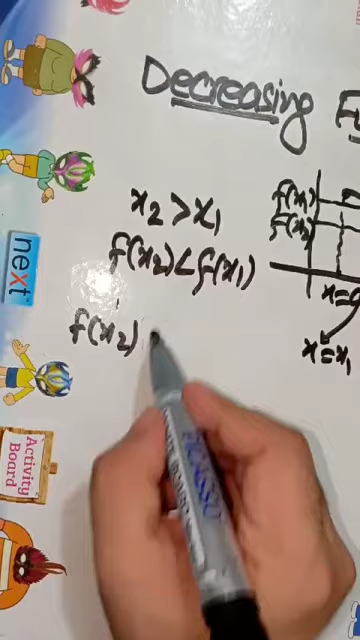 Decreasing
x₂ > x₁
f(x₂) < f(x₁)
f(x₂)
f(x₁)
f(x₂)
x=x₁
next
Activity
Board